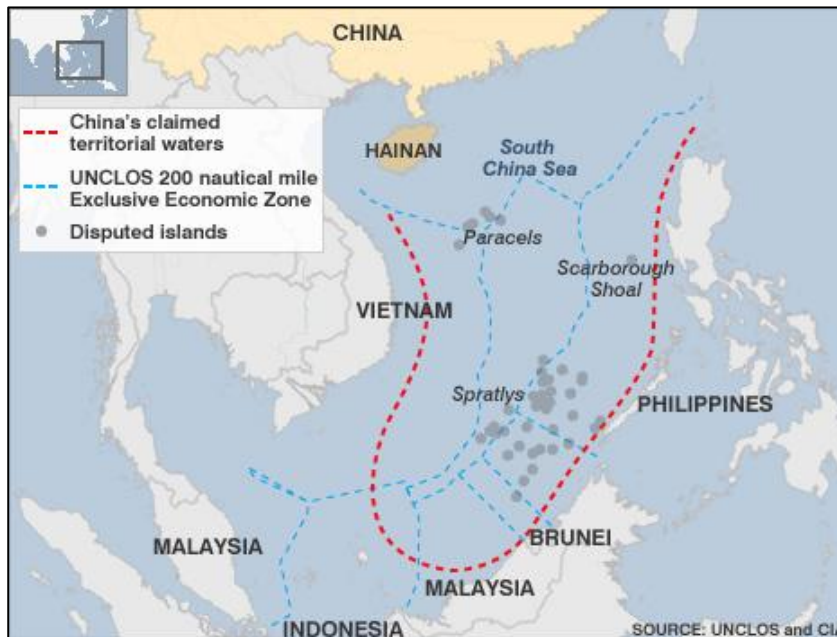 CHINA
China's claimed
territorial waters
UNCLOS 200 nautical mile
Exclusive Economic Zone
Disputed islands
HAINAN
South
China Sea
Paracels
Scarborough
Shoal
VIETNAM
Spratlys
PHILIPPINES
MALAYSIA
BRUNEI
MALAYSIA
INDONESIA
SOURCE: UNCLOS and